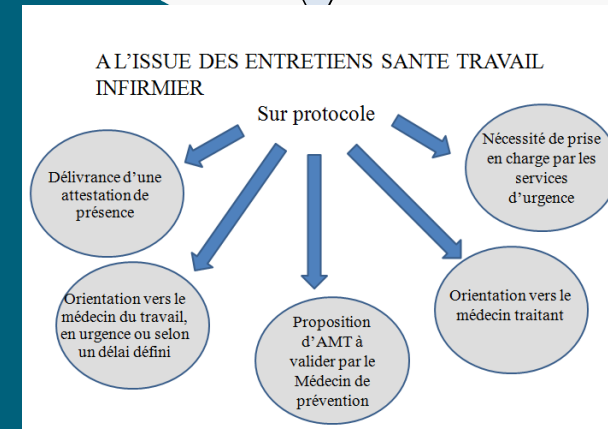 A L'ISSUE DES ENTRETIENS SANTE TRAVAIL
INFIRMIER
Sur protocole
Délivrance d'une
attestation de
présence
Orientation vers le
médecin du travail,
en urgence ou selon
un délai défini
Proposition
d'AMT à
valider par le
Médecin de
prévention
Orientation vers le
médecin traitant
Nécessité de prise
en charge par les
services
d'urgence